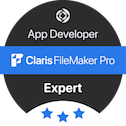 App Developer
Claris FileMaker Pro
Expert